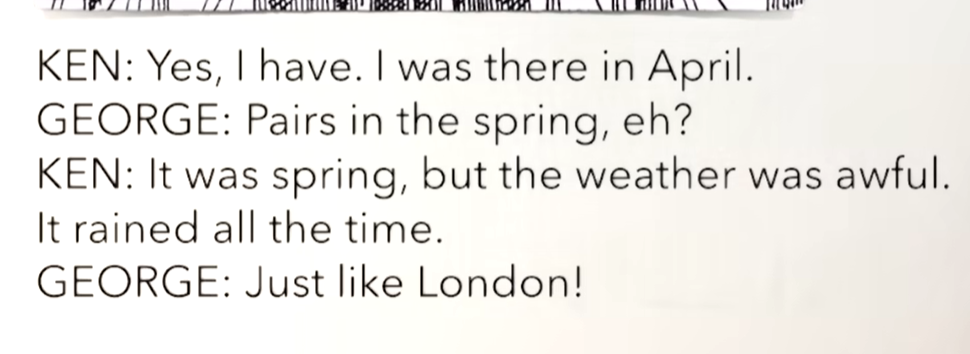 KEN: Yes, I have. I was there in April.
GEORGE: Pairs in the spring, eh?
KEN: It was spring, but the weather was awful.
It rained all the time.
GEORGE: Just like London!